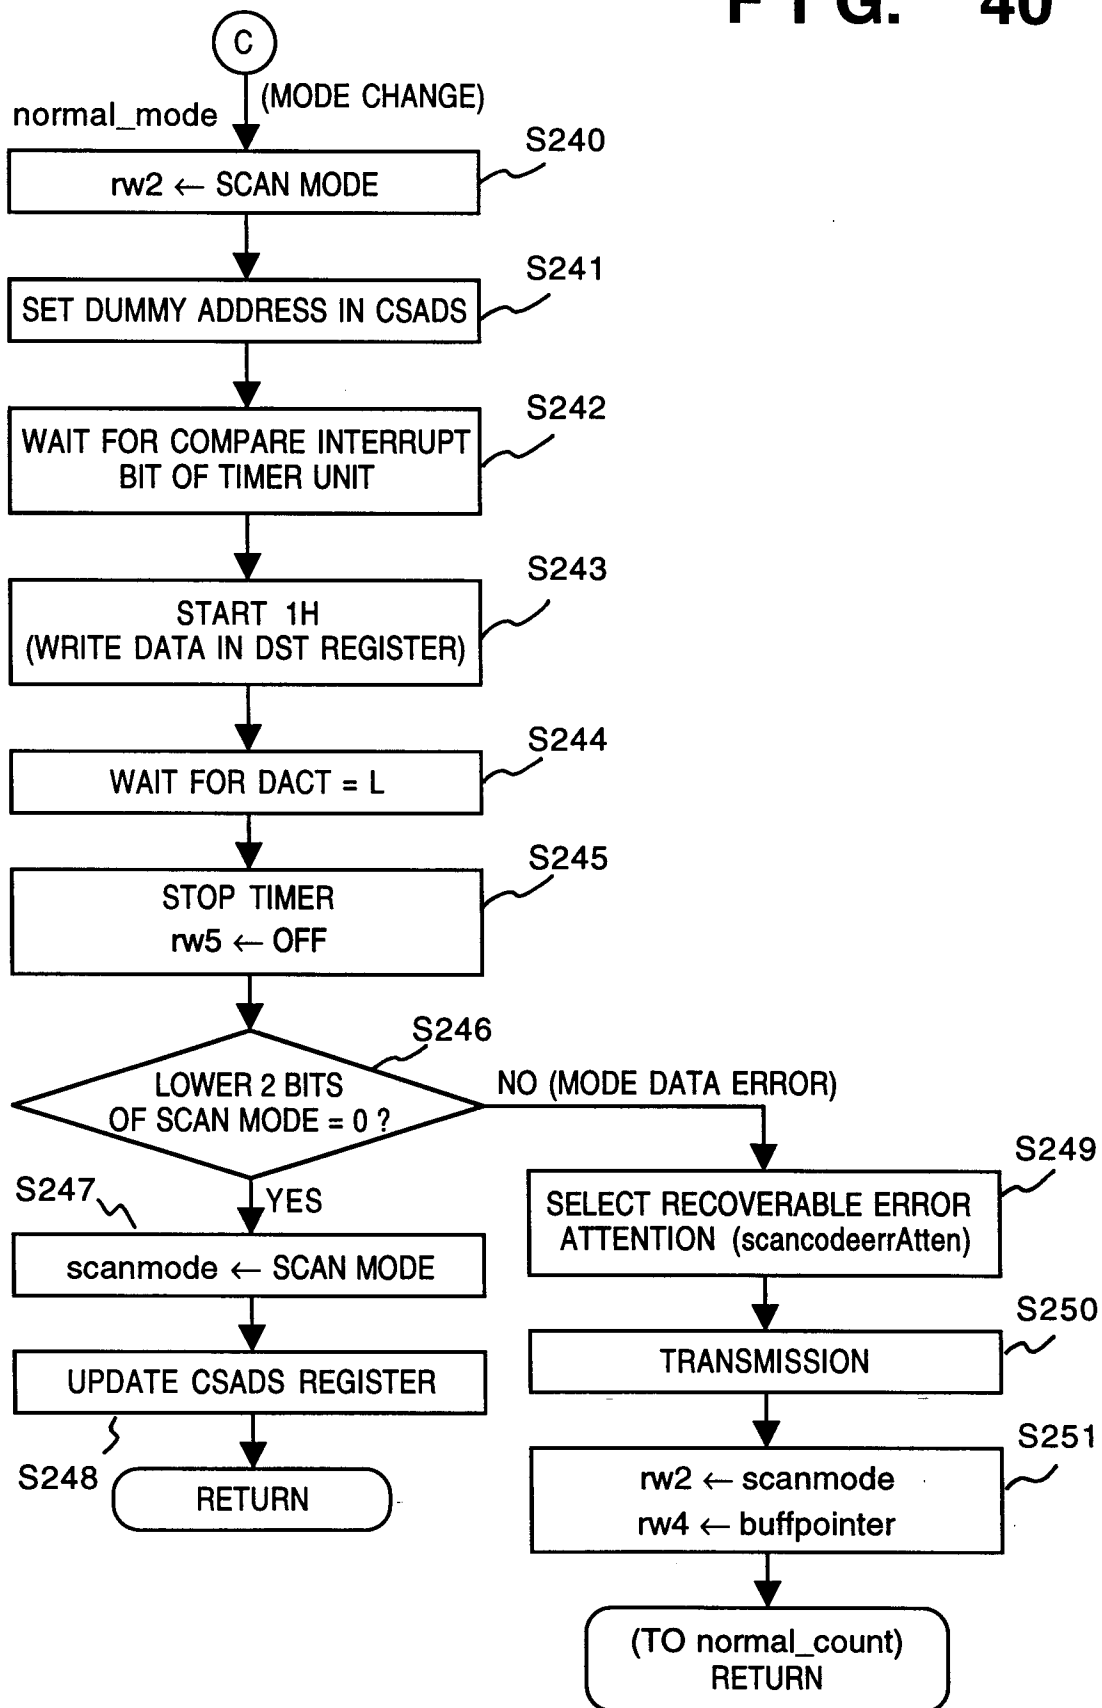 FIG. 40
C
(MODE CHANGE)
normal_mode
S240
rw2 ← SCAN MODE
S241
SET DUMMY ADDRESS IN CSADS
S242
WAIT FOR COMPARE INTERRUPT
BIT OF TIMER UNIT
S243
START 1H
(WRITE DATA IN DST REGISTER)
S244
WAIT FOR DACT = L
S245
STOP TIMER
rw5 ← OFF
S246
LOWER 2 BITS
OF SCAN MODE = 0 ?
NO (MODE DATA ERROR)
YES
S247
scanmode ← SCAN MODE
UPDATE CSADS REGISTER
S248
RETURN
S249
SELECT RECOVERABLE ERROR
ATTENTION (scancodeerrAtten)
S250
TRANSMISSION
S251
rw2 ← scanmode
rw4 ← buffpointer
(TO normal_count)
RETURN